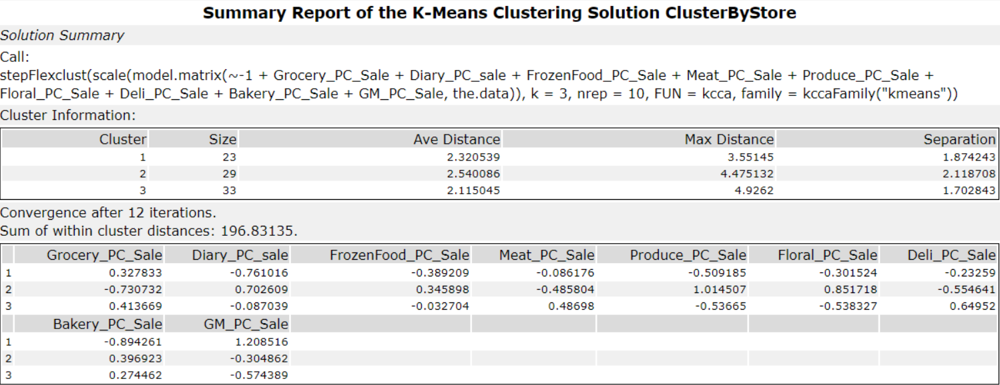 Summary Report of the K-Means Clustering Solution ClusterByStore
Solution Summary
Call:
stepFlexclust(scale(model.matrix(~-1 + Grocery_PC_Sale + Diary_PC_sale + FrozenFood_PC_Sale + Meat_PC_Sale + Produce_PC_Sale +
Floral_PC_Sale + Deli_PC_Sale + Bakery_PC_Sale + GM_PC_Sale, the.data)), k = 3, nrep = 10, FUN = kcca, family = kccaFamily("kmeans"))
Cluster Information:
Cluster Size Ave Distance Max Distance Separation
1 23 2.320539 3.55145 1.874243
2 29 2.540086 4.475132 2.118708
3 33 2.115045 4.9262 1.702843
Convergence after 12 iterations.
Sum of within cluster distances: 196.83135.
Grocery_PC_Sale Diary_PC_sale FrozenFood_PC_Sale Meat_PC_Sale Produce_PC_Sale Floral_PC_Sale Deli_PC_Sale
1 0.327833 -0.761016 -0.389209 -0.086176 -0.509185 -0.301524 -0.23259
2 -0.730732 0.702609 0.345898 -0.485804 1.014507 0.851718 -0.554641
3 0.413669 -0.087039 -0.032704 0.48698 -0.53665 -0.538327 0.64952
Bakery_PC_Sale GM_PC_Sale
1 -0.894261 1.208516
2 0.396923 -0.304862
3 0.274462 -0.574389